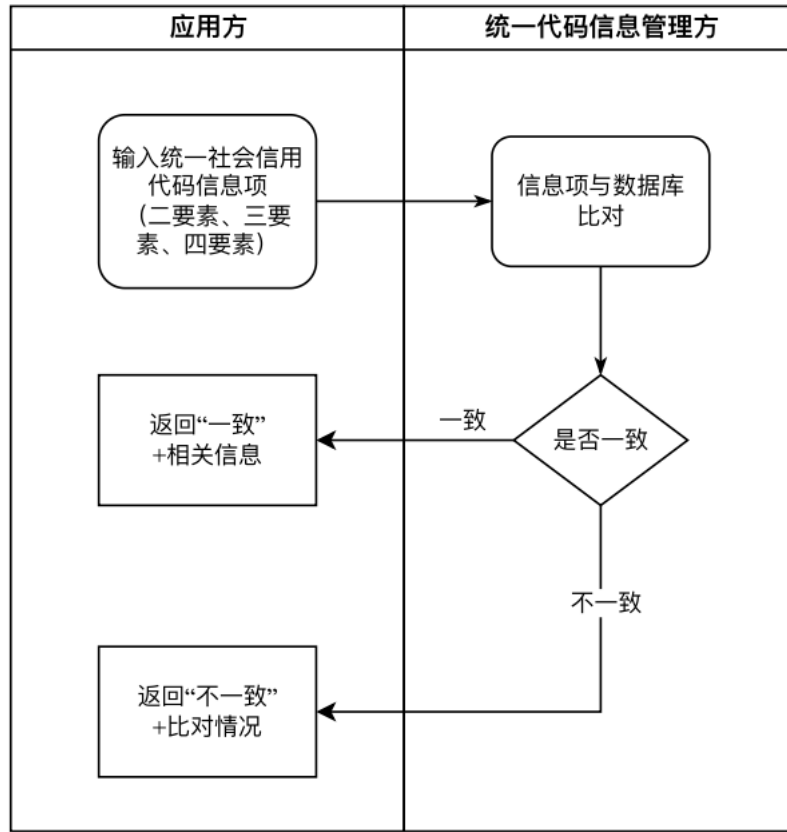 应用方
统一代码信息管理方
输入统一社会信用
代码信息项
（二要素、三要
素、四要素）
信息项与数据库
比对
返回“一致”
+相关信息
一致
是否一致
不一致
返回“不一致”
+比对情况